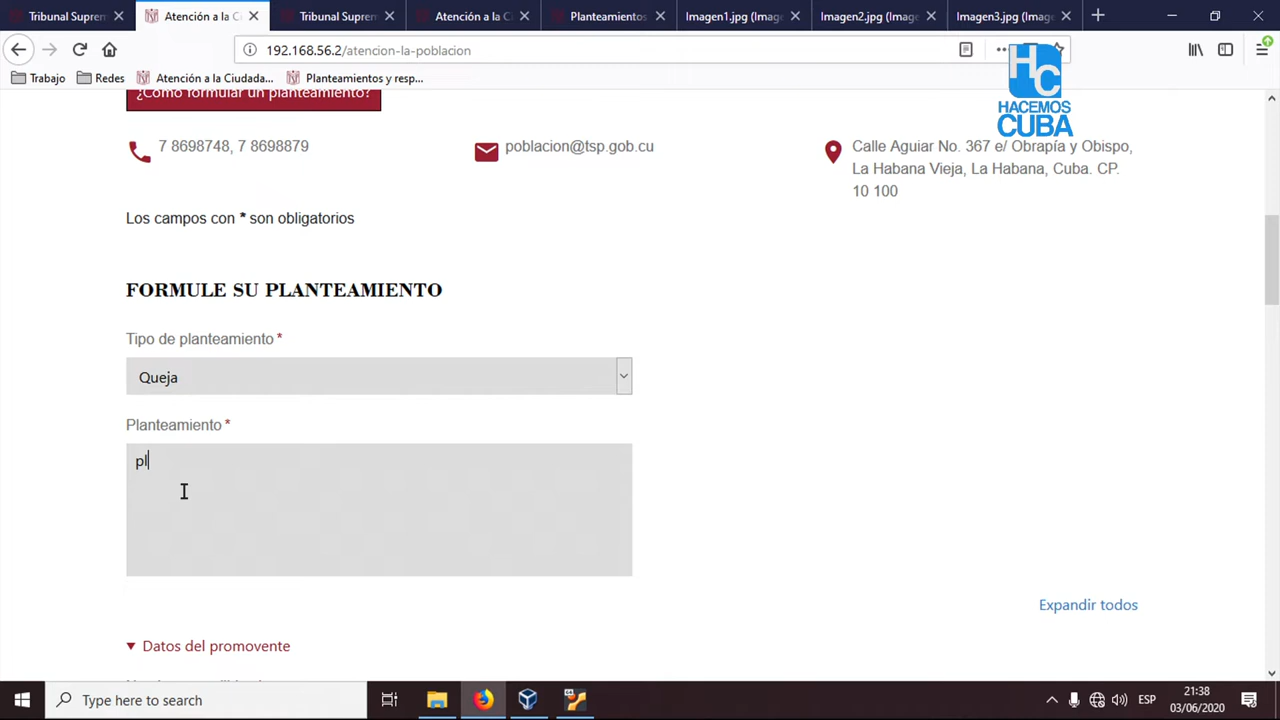 Tribunal Suprem
Atención a la Ci
Tribunal Suprem
Atención a la Ci
Planteamientos
Imagen1.jpg (Imag
Imagen2.jpg (Imag
Imagen3.jpg (Imag
192.168.56.2/atencion-la-poblacion
Trabajo
Redes
Atención a la Ciudada...
Planteamientos y resp...
HC
HACEMOS
CUBA
¿Cómo formular un planteamiento?
7 8698748, 7 8698879
poblacion@tsp.gob.cu
Calle Aguiar No. 367 e/ Obrapía y Obispo,
La Habana Vieja, La Habana, Cuba. CP.
10 100
Los campos con * son obligatorios
FORMULE SU PLANTEAMIENTO
Tipo de planteamiento *
Queja
Planteamiento *
pl
Expandir todos
Datos del promovente
Type here to search
ESP
21:38
03/06/2020